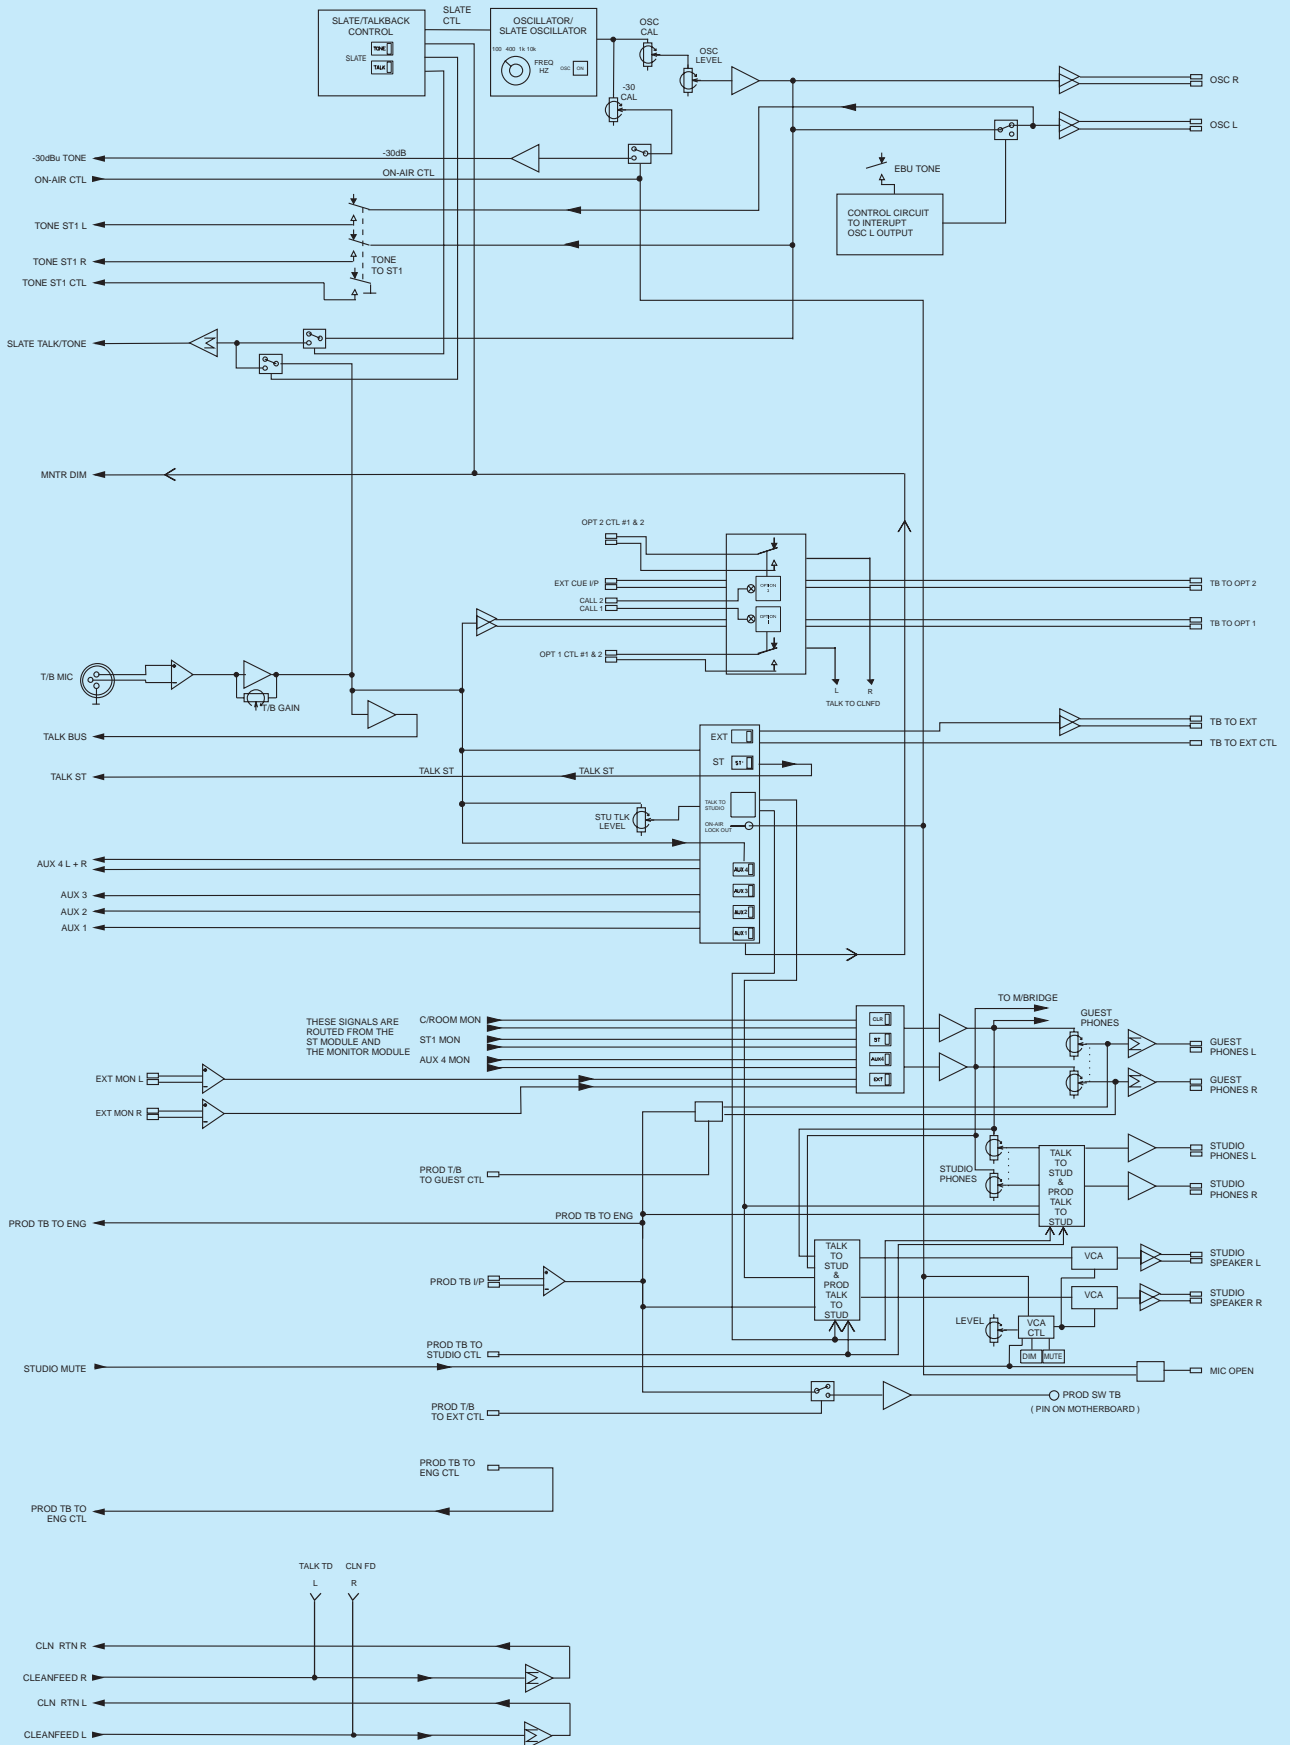 SLATE/TALKBACK
CONTROL
TONE
SLATE
TALK
SLATE
CTL
OSCILLATOR/
SLATE OSCILLATOR
100 400 1k 10k
FREQ
HZ
OSC
ON
OSC
CAL
OSC
LEVEL
-30
CAL
OSC R
OSC L
EBU TONE
CONTROL CIRCUIT
TO INTERUPT
OSC L OUTPUT
-30dBu TONE
-30dB
ON-AIR CTL
ON-AIR CTL
TONE ST1 L
TONE ST1 R
TONE
TO ST1
TONE ST1 CTL
SLATE TALK/TONE
MNTR DIM
OPT 2 CTL #1 & 2
EXT CUE I/P
CALL 2
CALL 1
OPTION
2
OPTION
1
OPT 1 CTL #1 & 2
TB TO OPT 2
TB TO OPT 1
L
R
TALK TO CLNFD
T/B MIC
T/B GAIN
TALK BUS
EXT
TB TO EXT
TB TO EXT CTL
TALK ST
TALK ST
TALK ST
ST
ST1
STU TLK
LEVEL
TALK TO
STUDIO
ON-AIR
LOCK OUT
AUX 4 L + R
AUX 4
AUX 3
AUX 3
AUX 2
AUX2
AUX 1
AUX1
THESE SIGNALS ARE
ROUTED FROM THE
ST MODULE AND
THE MONITOR MODULE
C/ROOM MON
ST1 MON
AUX 4 MON
CLR
ST
AUX4
EXT
TO M/BRIDGE
GUEST
PHONES
GUEST
PHONES L
GUEST
PHONES R
EXT MON L
EXT MON R
PROD T/B
TO GUEST CTL
STUDIO
PHONES
TALK
TO
STUD
&
PROD
TALK
TO
STUD
STUDIO
PHONES L
STUDIO
PHONES R
PROD TB TO ENG
PROD TB TO ENG
PROD TB I/P
TALK
TO
STUD
&
PROD
TALK
TO
STUD
VCA
STUDIO
SPEAKER L
VCA
STUDIO
SPEAKER R
LEVEL
VCA
CTL
DIM
MUTE
PROD TB TO
STUDIO CTL
STUDIO MUTE
MIC OPEN
PROD T/B
TO EXT CTL
PROD SW TB
( PIN ON MOTHERBOARD )
PROD TB TO
ENG CTL
PROD TB TO
ENG CTL
TALK TD
CLN FD
L
R
CLN RTN R
CLEANFEED R
CLN RTN L
CLEANFEED L